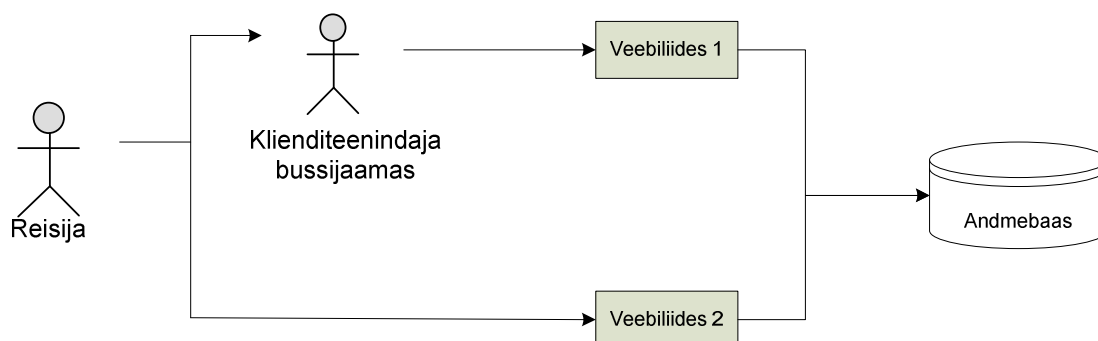 Veebiliides 1
Klienditeenindaja
bussijaamas
Reisija
Andmebaas
Veebiliides 2